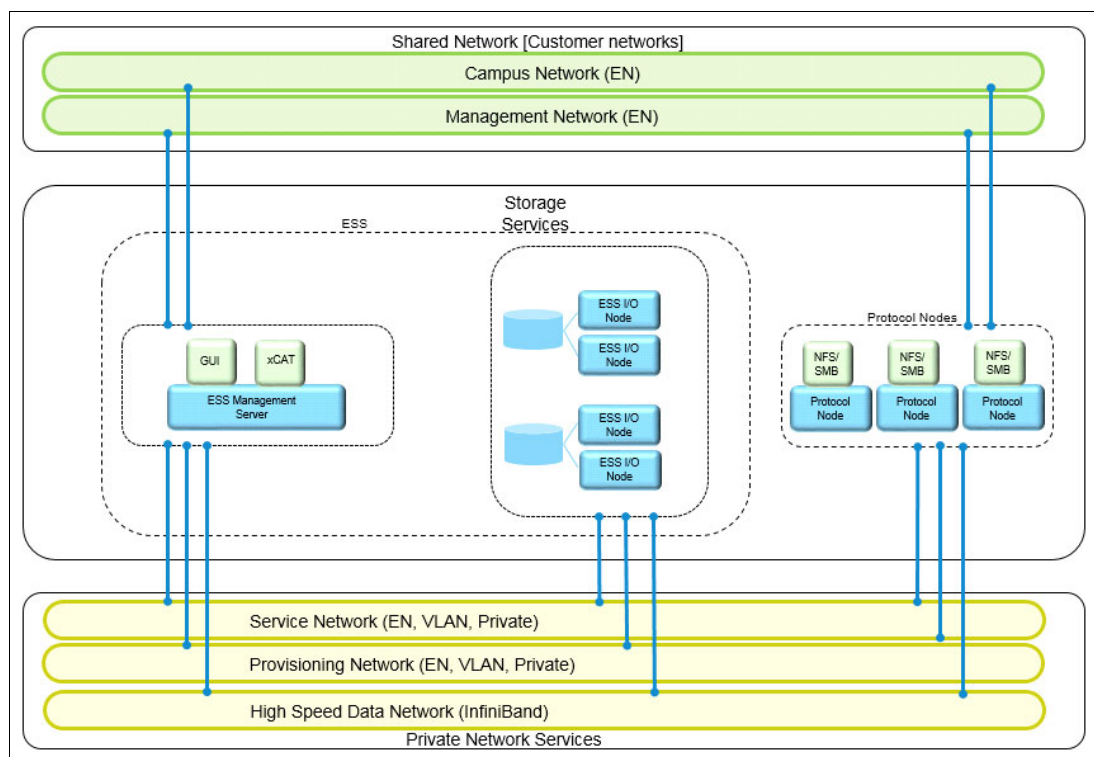 Shared Network [Customer networks]
Campus Network (EN)
Management Network (EN)
Storage
Services
ESS
ESS I/O
Node
ESS I/O
Node
ESS I/O
Node
ESS I/O
Node
GUI
xCAT
ESS Management
Server
Protocol Nodes
NFS/
SMB
NFS/
SMB
NFS/
SMB
Protocol
Node
Protocol
Node
Protocol
Node
Service Network (EN, VLAN, Private)
Provisioning Network (EN, VLAN, Private)
High Speed Data Network (InfiniBand)
Private Network Services